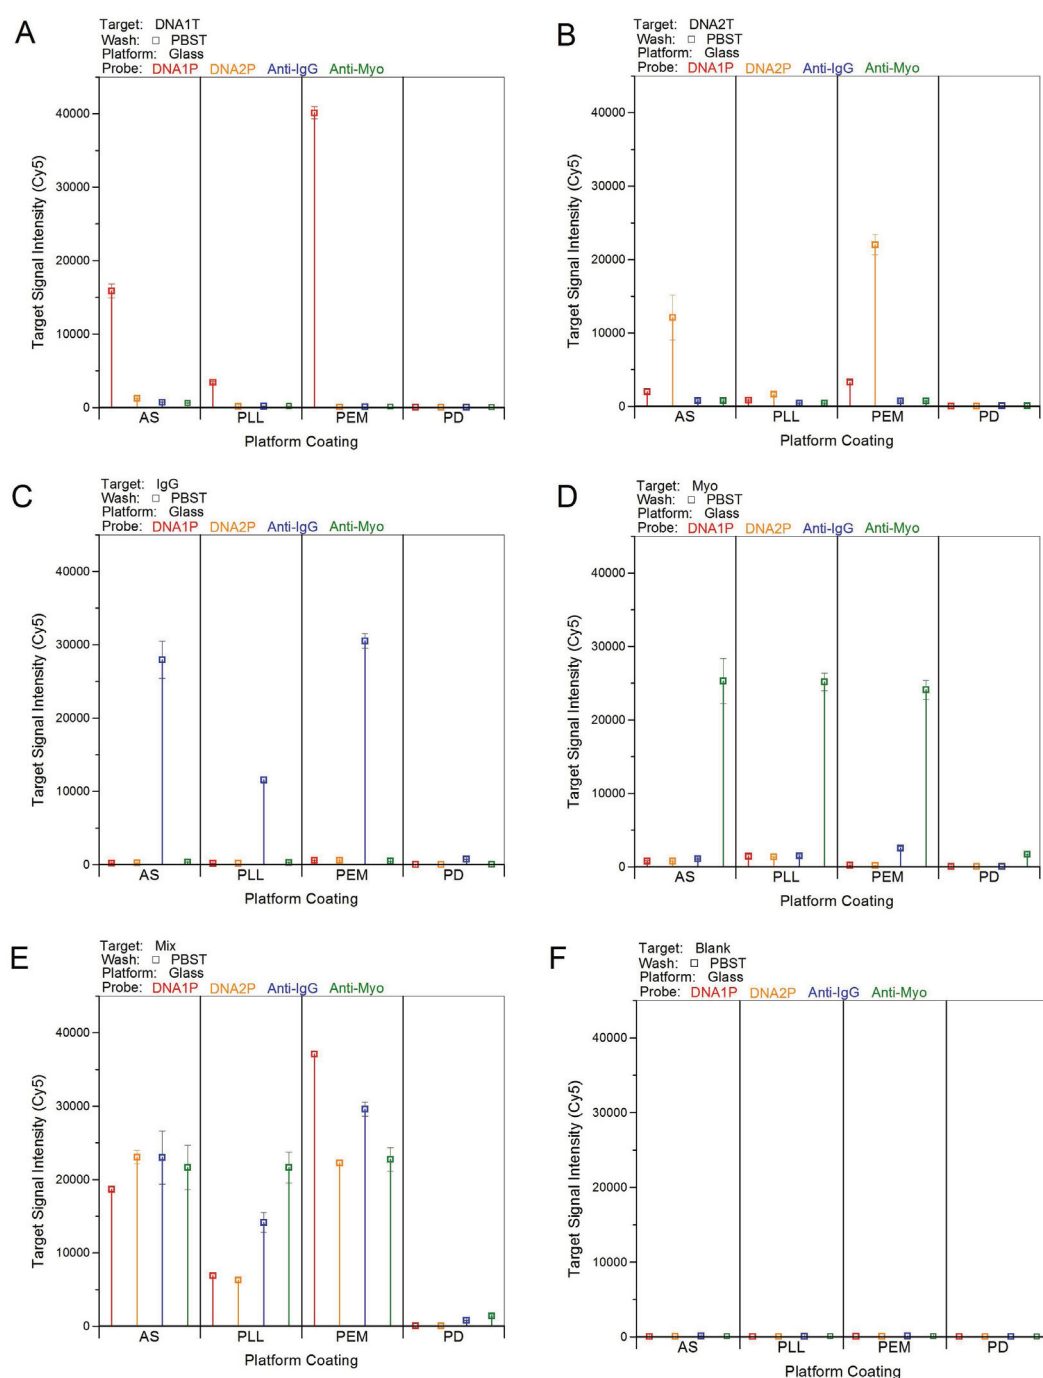 A
Target: DNA1T
Wash: □ PBST
Platform: Glass
Probe: DNA1P DNA2P Anti-IgG Anti-Myo
Target Signal Intensity (Cy5)
40000
30000
20000
10000
0
AS PLL PEM PD
Platform Coating
B
Target: DNA2T
Wash: □ PBST
Platform: Glass
Probe: DNA1P DNA2P Anti-IgG Anti-Myo
Target Signal Intensity (Cy5)
40000
30000
20000
10000
0
AS PLL PEM PD
Platform Coating
C
Target: IgG
Wash: □ PBST
Platform: Glass
Probe: DNA1P DNA2P Anti-IgG Anti-Myo
Target Signal Intensity (Cy5)
40000
30000
20000
10000
0
AS PLL PEM PD
Platform Coating
D
Target: Myo
Wash: □ PBST
Platform: Glass
Probe: DNA1P DNA2P Anti-IgG Anti-Myo
Target Signal Intensity (Cy5)
40000
30000
20000
10000
0
AS PLL PEM PD
Platform Coating
E
Target: Mix
Wash: □ PBST
Platform: Glass
Probe: DNA1P DNA2P Anti-IgG Anti-Myo
Target Signal Intensity (Cy5)
40000
30000
20000
10000
0
AS PLL PEM PD
Platform Coating
F
Target: Blank
Wash: □ PBST
Platform: Glass
Probe: DNA1P DNA2P Anti-IgG Anti-Myo
Target Signal Intensity (Cy5)
40000
30000
20000
10000
0
AS PLL PEM PD
Platform Coating